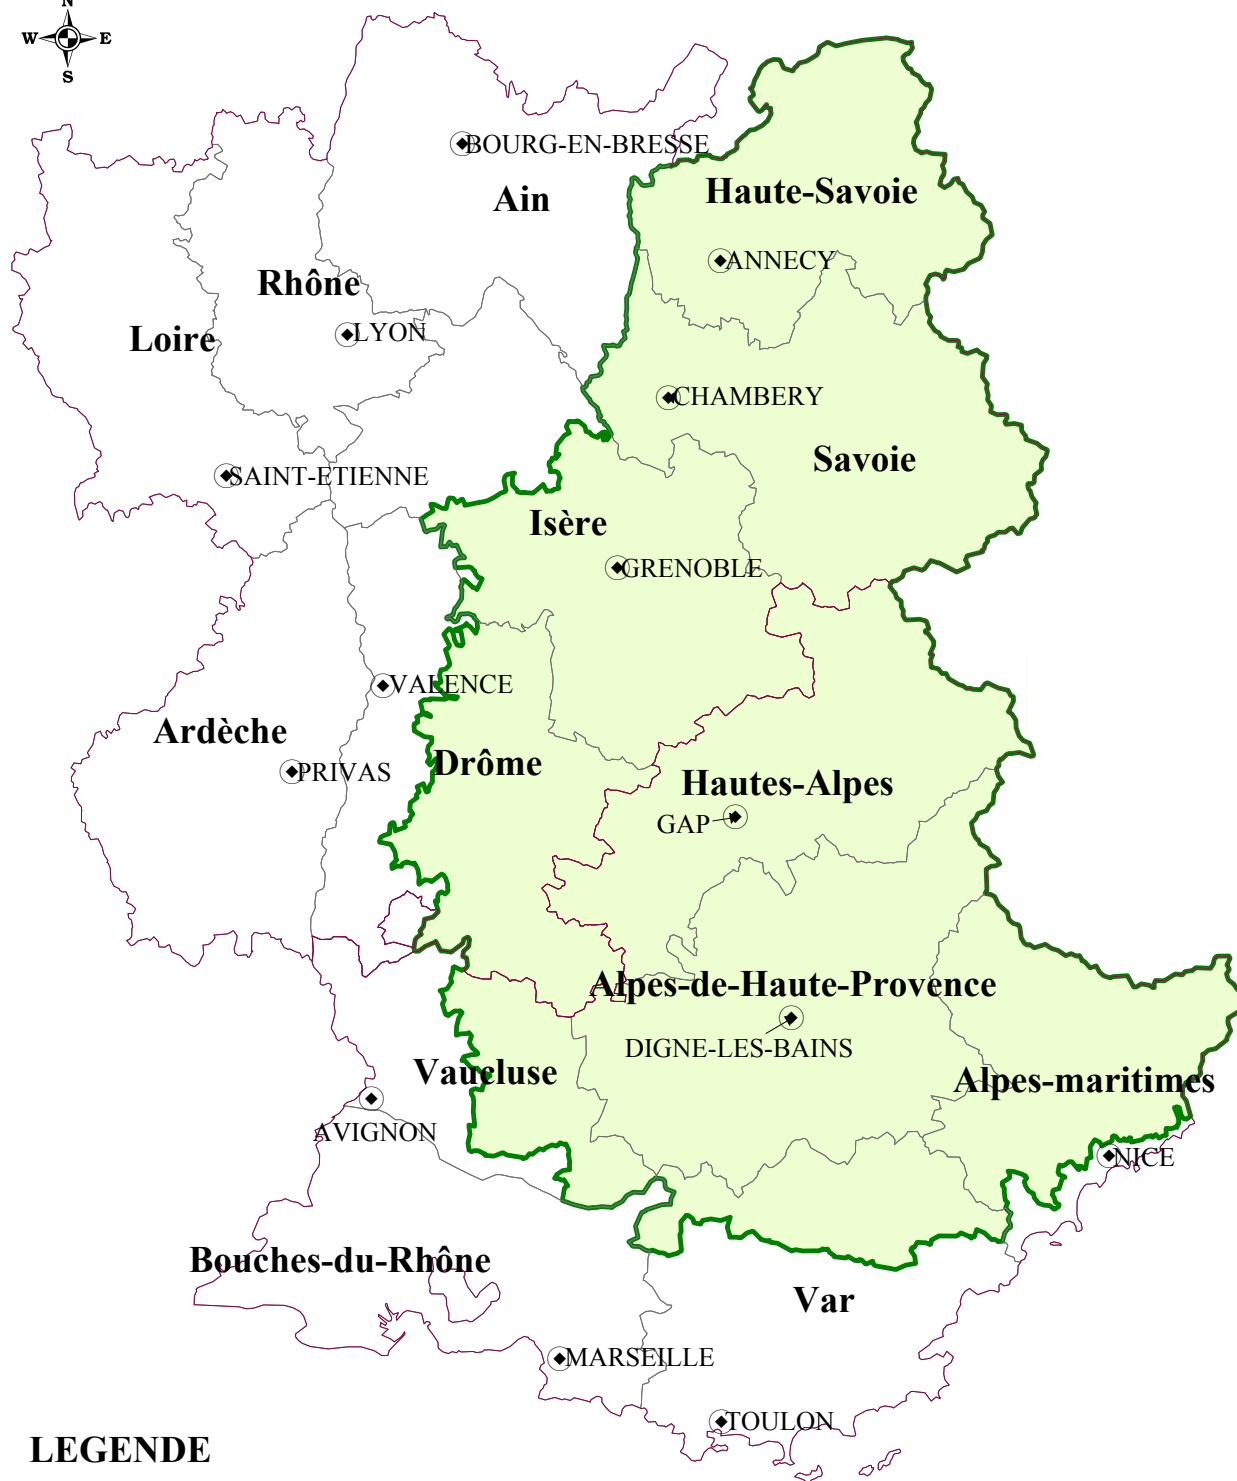 N
W E
S
BOURG-EN-BRESSE
Ain
Haute-Savoie
ANNECY
Rhône
LYON
Loire
CHAMBERY
Savoie
SAINT-ETIENNE
Isère
GRENOBLE
VALENCE
Ardèche
PRIVAS
Drôme
Hautes-Alpes
GAP
Alpes-de-Haute-Provence
DIGNE-LES-BAINS
Vaucluse
Alpes-maritimes
AVIGNON
NICE
Bouches-du-Rhône
Var
MARSEILLE
TOULON
LEGENDE